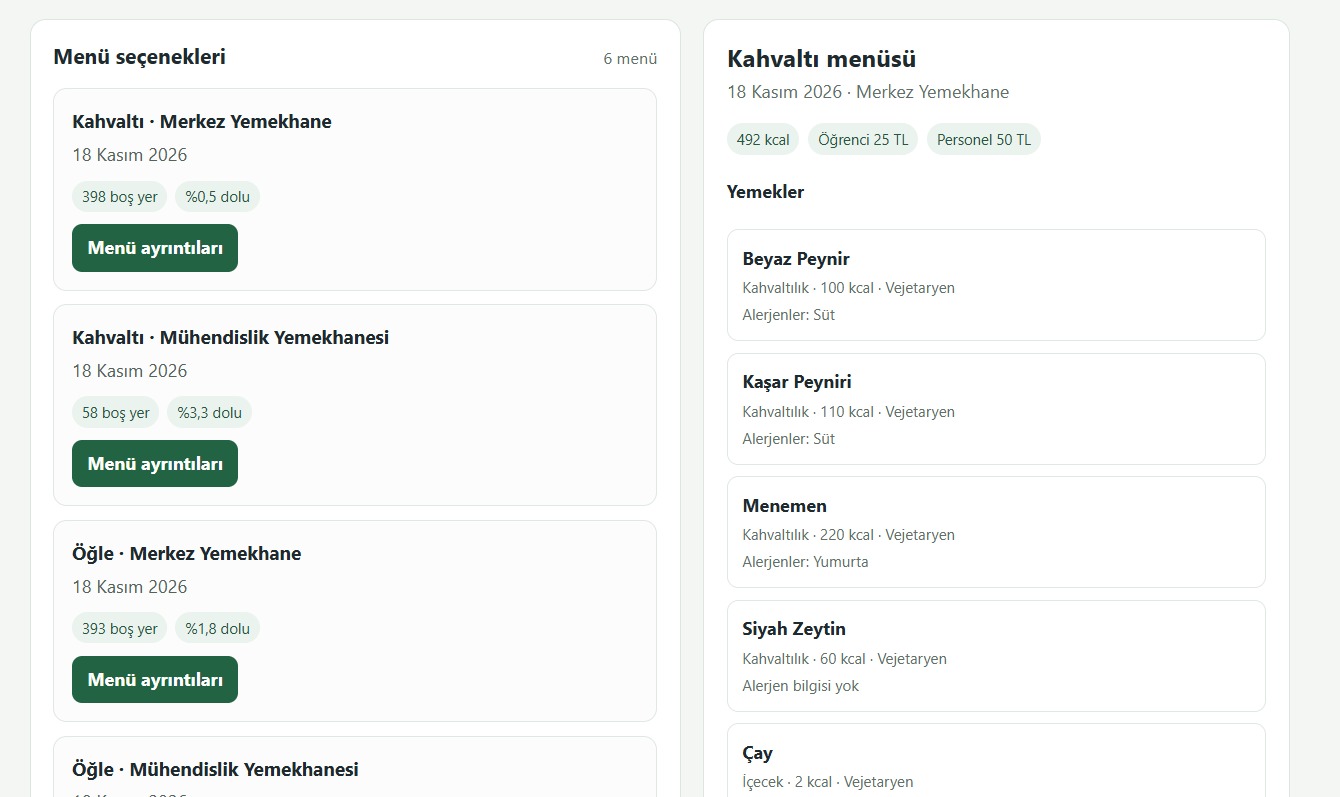 Menü seçenekleri
6 menü
Kahvaltı · Merkez Yemekhane
18 Kasım 2026
398 boş yer
%0,5 dolu
Menü ayrıntıları
Kahvaltı · Mühendislik Yemekhanesi
18 Kasım 2026
58 boş yer
%3,3 dolu
Menü ayrıntıları
Öğle · Merkez Yemekhane
18 Kasım 2026
393 boş yer
%1,8 dolu
Menü ayrıntıları
Öğle · Mühendislik Yemekhanesi
Kahvaltı menüsü
18 Kasım 2026 · Merkez Yemekhane
492 kcal
Öğrenci 25 TL
Personel 50 TL
Yemekler
Beyaz Peynir
Kahvaltılık · 100 kcal · Vejetaryen
Alerjenler: Süt
Kaşar Peyniri
Kahvaltılık · 110 kcal · Vejetaryen
Alerjenler: Süt
Menemen
Kahvaltılık · 220 kcal · Vejetaryen
Alerjenler: Yumurta
Siyah Zeytin
Kahvaltılık · 60 kcal · Vejetaryen
Alerjen bilgisi yok
Çay
İçecek · 2 kcal · Vejetaryen